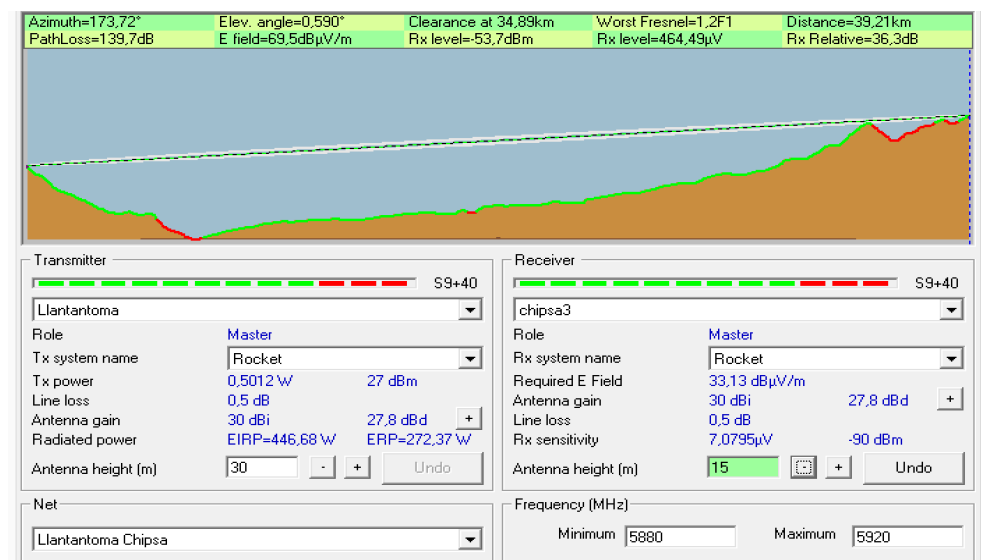 Azimuth=173,72° Elev. angle=0,590° Clearance at 34,89km Worst Fresnel=1,2F1 Distance=39,21km
PathLoss=139,7dB E field=69,5dBµV/m Rx level=-53,7dBm Rx level=464,49µV Rx Relative=36,3dB
Transmitter
S9+40
Llantantoma
Role Master
Tx system name Rocket
Tx power 0,5012 W 27 dBm
Line loss 0,5 dB
Antenna gain 30 dBi 27,8 dBd +
Radiated power EIRP=446,68 W ERP=272,37 W
Antenna height (m) 30 - + Undo
Net
Llantantoma Chipsa
Receiver
S9+40
chipsa3
Role Master
Rx system name Rocket
Required E Field 33,13 dBµV/m
Antenna gain 30 dBi 27,8 dBd +
Line loss 0,5 dB
Rx sensitivity 7,0795µV -90 dBm
Antenna height (m) 15 - + Undo
Frequency (MHz)
Minimum 5880 Maximum 5920